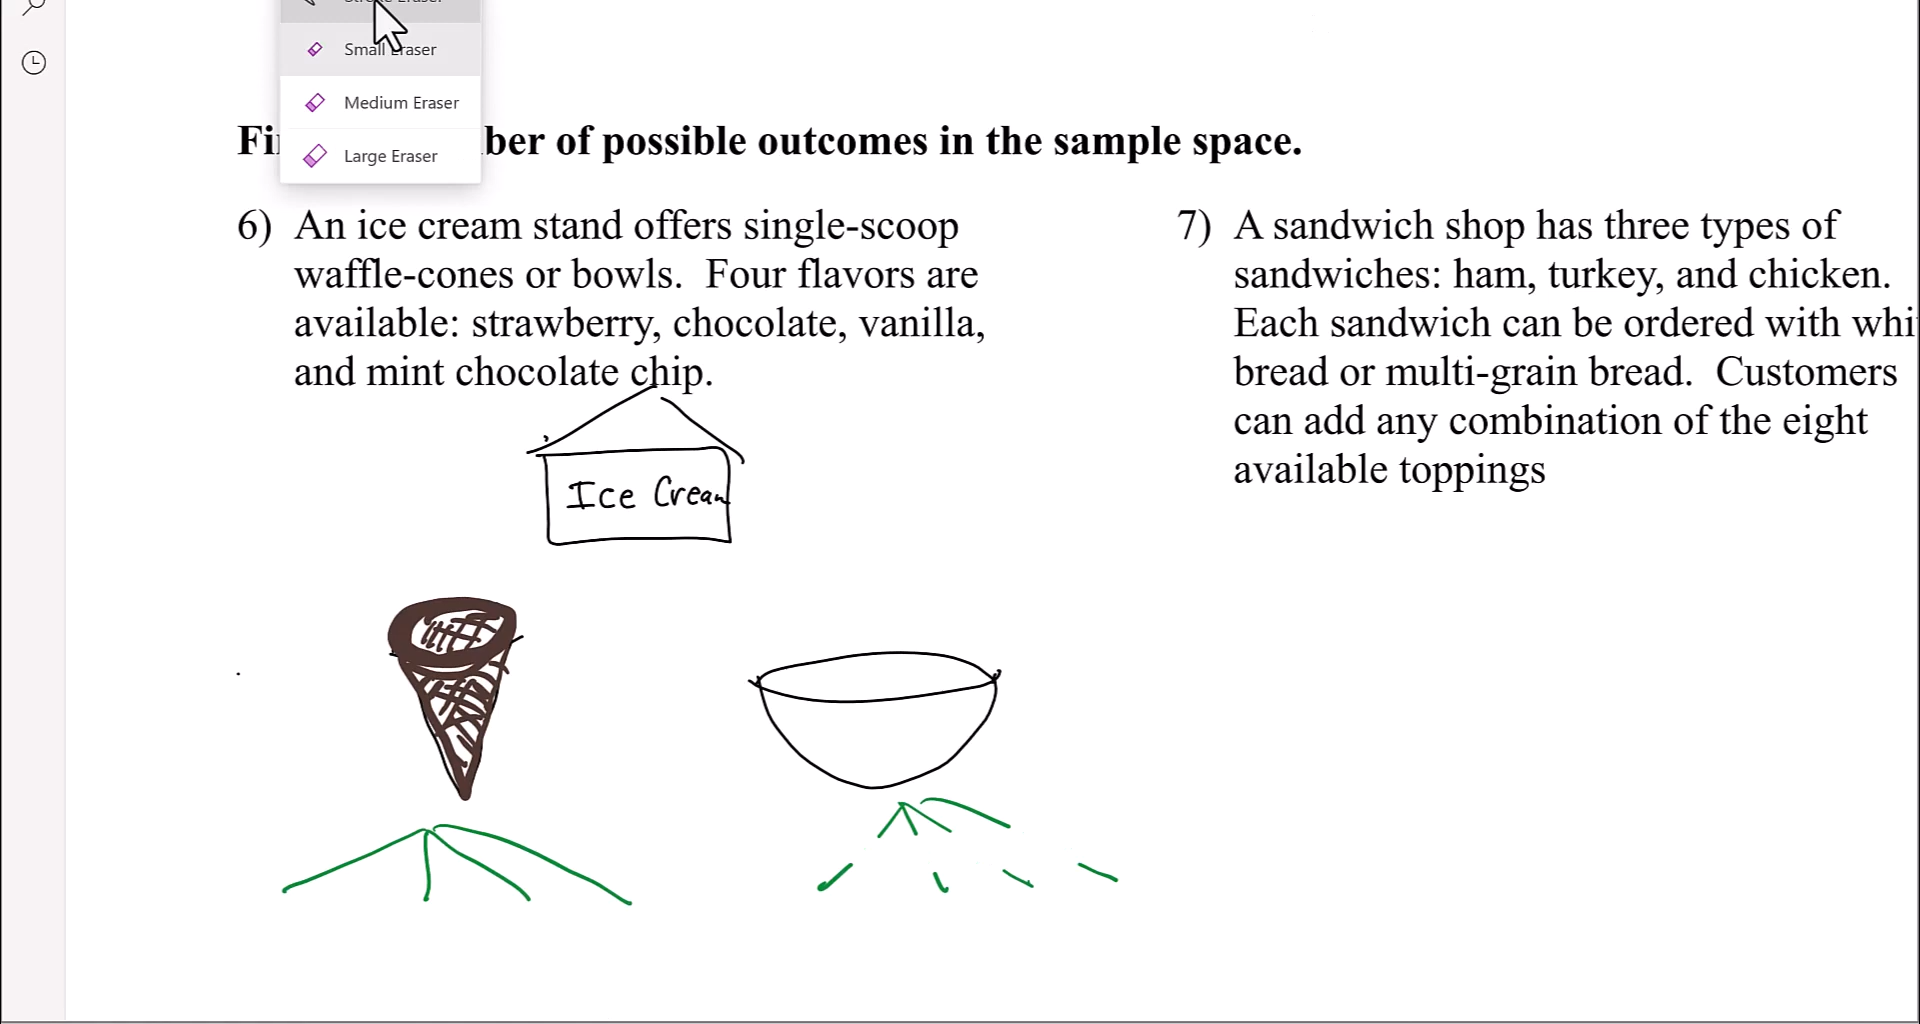 Small Eraser
Medium Eraser
Large Eraser
ber of possible outcomes in the sample space.
6) An ice cream stand offers single-scoop
waffle-cones or bowls. Four flavors are
available: strawberry, chocolate, vanilla,
and mint chocolate chip.
Ice Cream
7) A sandwich shop has three types of
sandwiches: ham, turkey, and chicken.
Each sandwich can be ordered with whi
bread or multi-grain bread. Customers
can add any combination of the eight
available toppings